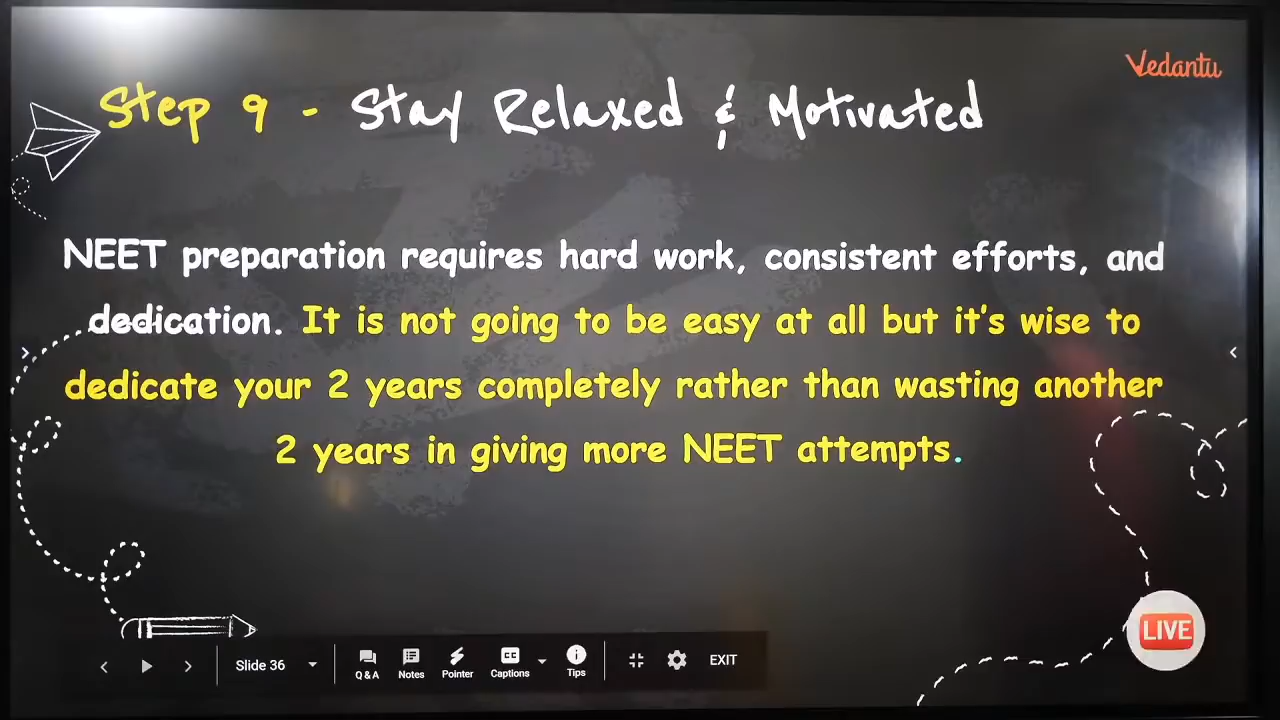 Vedantu
Step 9 - Stay Relaxed & Motivated
NEET preparation requires hard work, consistent efforts, and
dedication. It is not going to be easy at all but it's wise to
dedicate your 2 years completely rather than wasting another
2 years in giving more NEET attempts.
LIVE
Slide 36
Q & A
Notes
Pointer
CC
Captions
Tips
EXIT